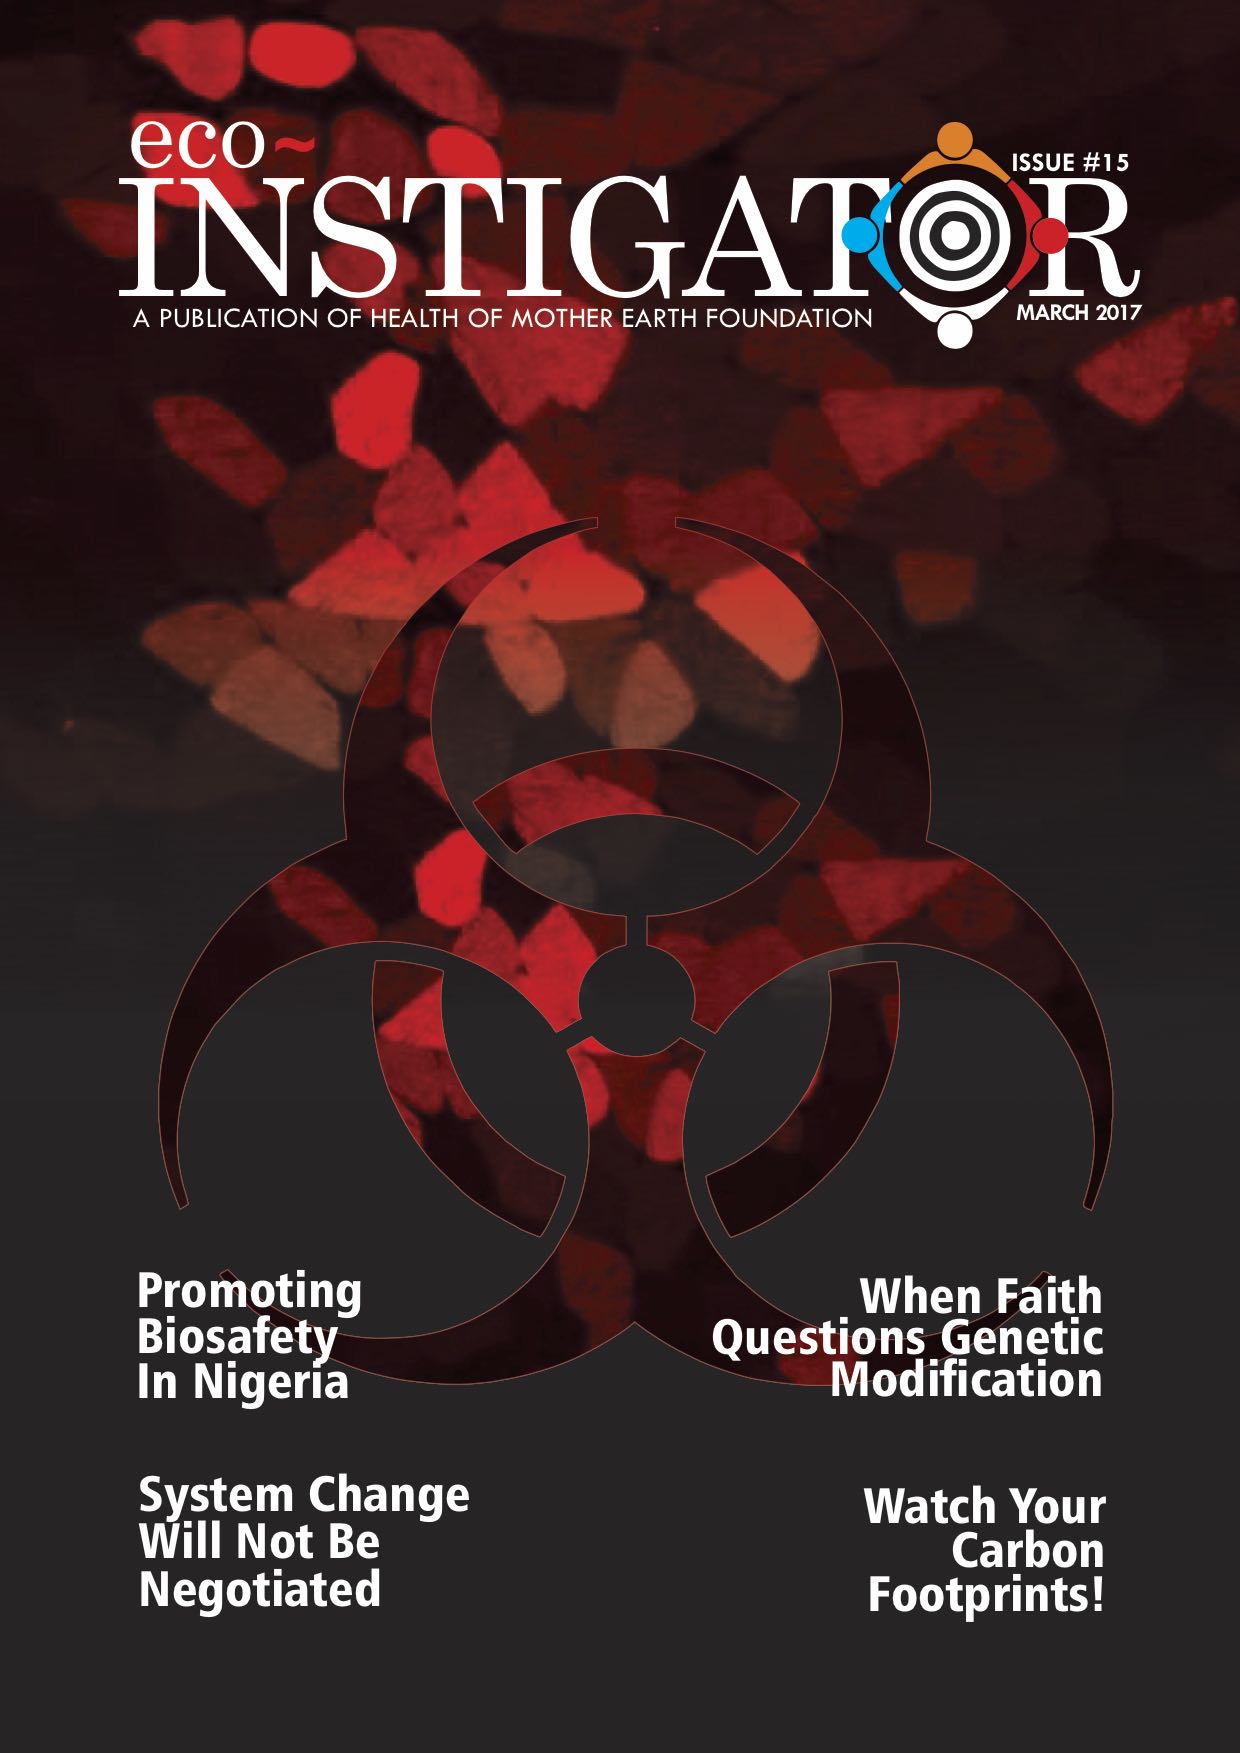 eco~
INSTIGATOR
ISSUE #15
A PUBLICATION OF HEALTH OF MOTHER EARTH FOUNDATION
MARCH 2017
Promoting
Biosafety
In Nigeria
When Faith
Questions Genetic
Modification
System Change
Will Not Be
Negotiated
Watch Your
Carbon
Footprints!